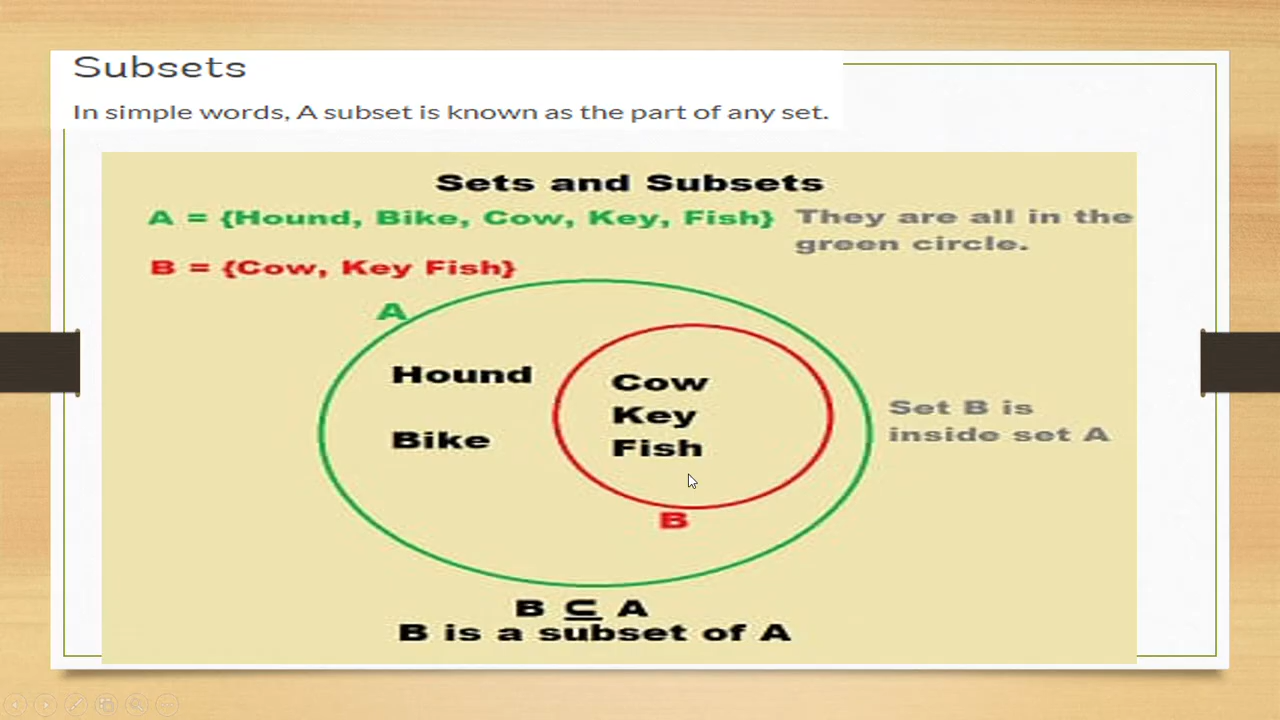 Subsets
In simple words, A subset is known as the part of any set.
Sets and Subsets
A = {Hound, Bike, Cow, Key, Fish}
They are all in the
green circle.
B = {Cow, Key Fish}
A
Hound
Bike
Cow
Key
Fish
B
Set B is
inside set A
B ⊆ A
B is a subset of A